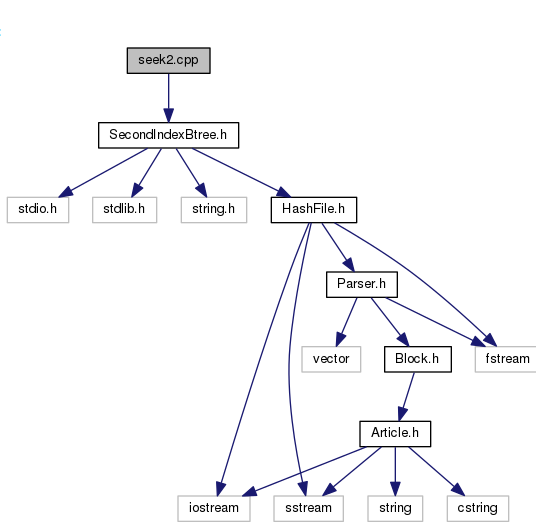 seek2.cpp
SecondIndexBtree.h
stdio.h
stdlib.h
string.h
HashFile.h
Parser.h
vector
Block.h
fstream
Article.h
iostream
sstream
string
cstring